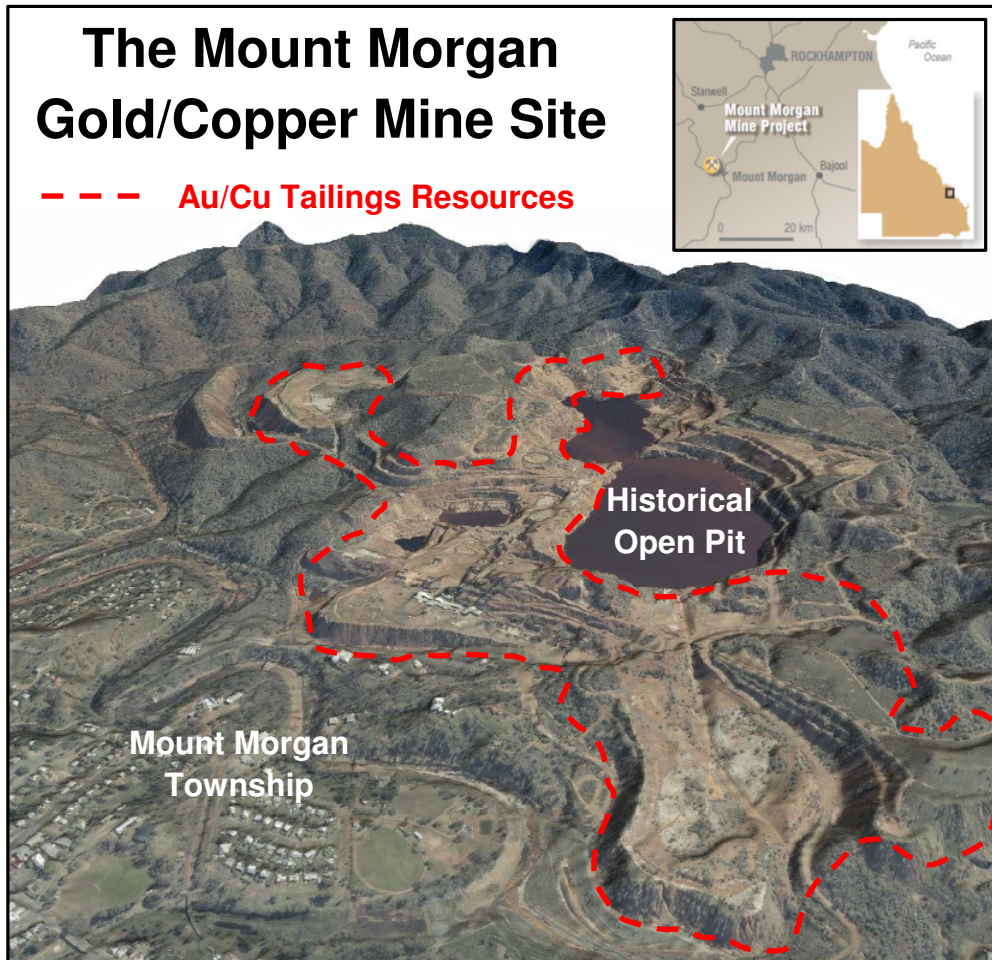 The Mount Morgan
Gold/Copper Mine Site
Au/Cu Tailings Resources
Pacific
Ocean
ROCKHAMPTON
Stanwell
Mount Morgan
Mine Project
Mount Morgan
Bajool
0 20 km
Historical
Open Pit
Mount Morgan
Township